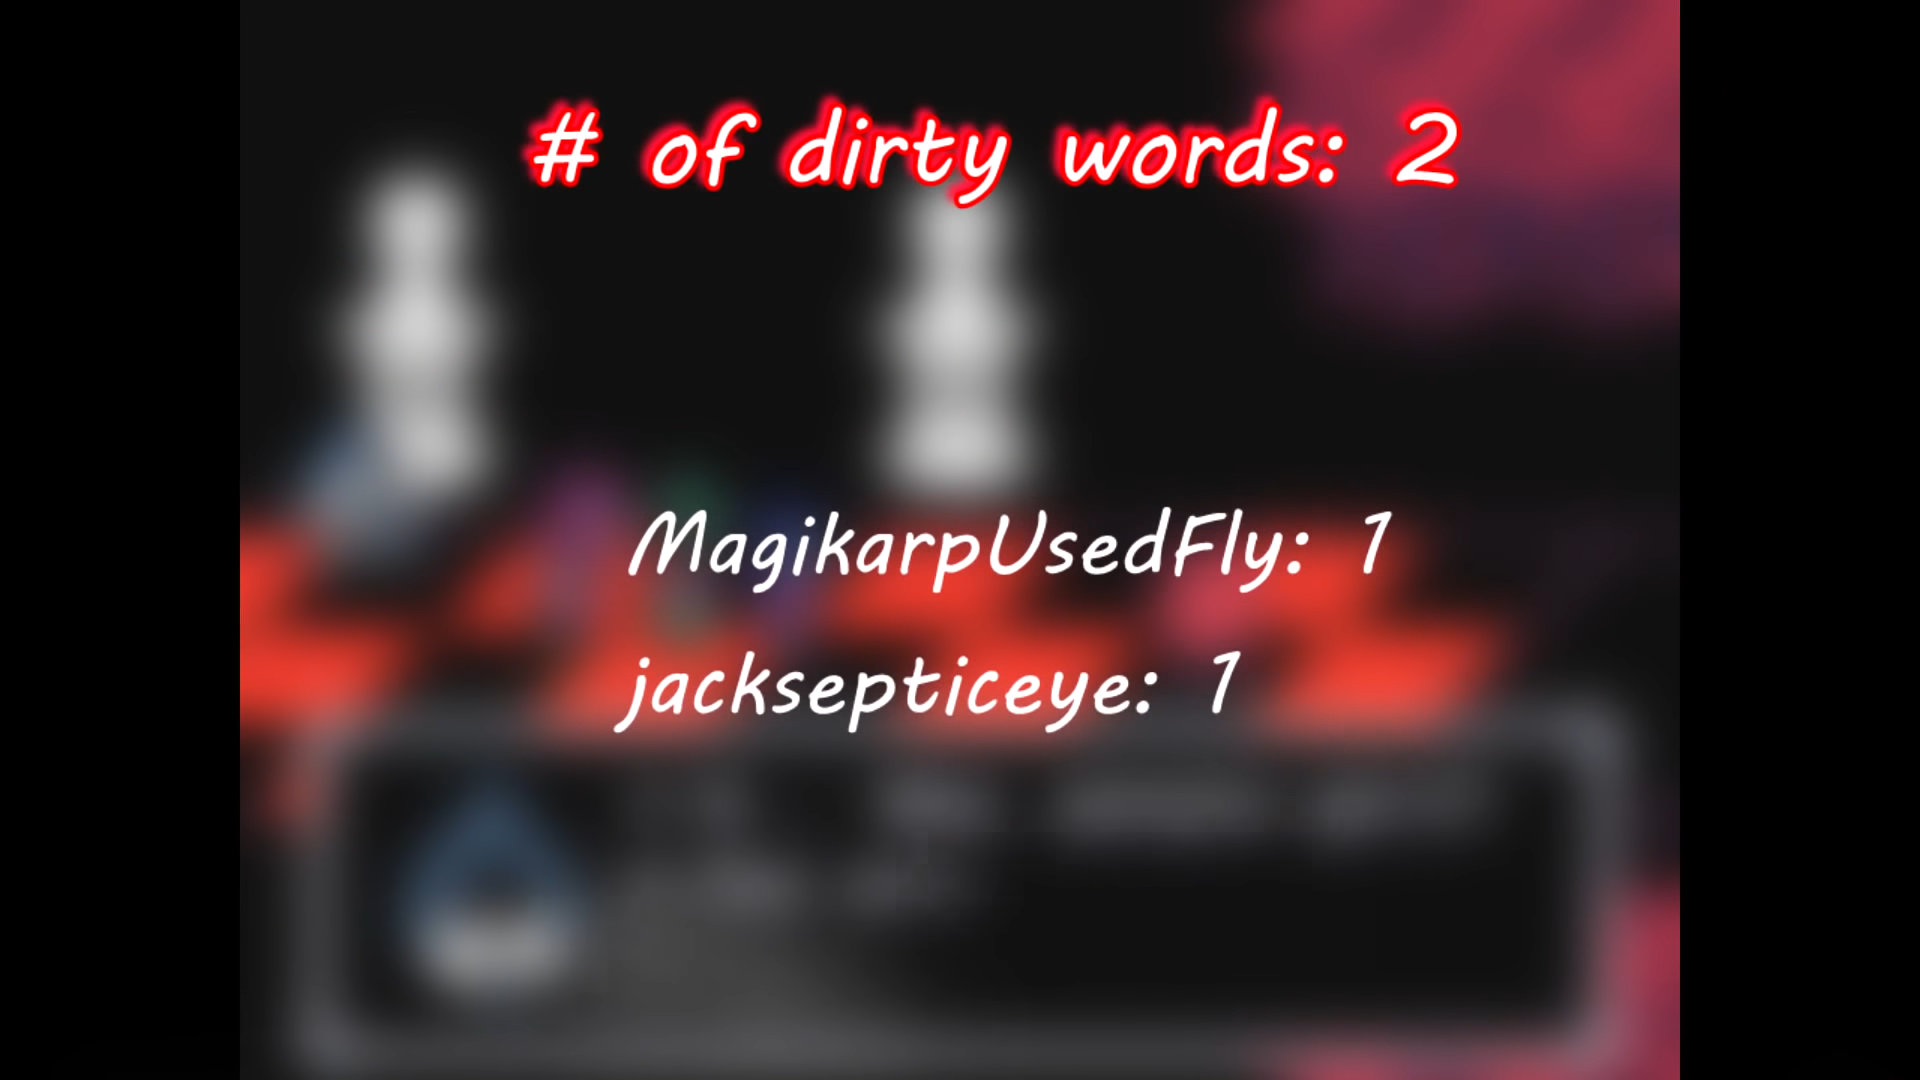 # of dirty words: 2
MagikarpUsedFly: 1
jacksepticeye: 1